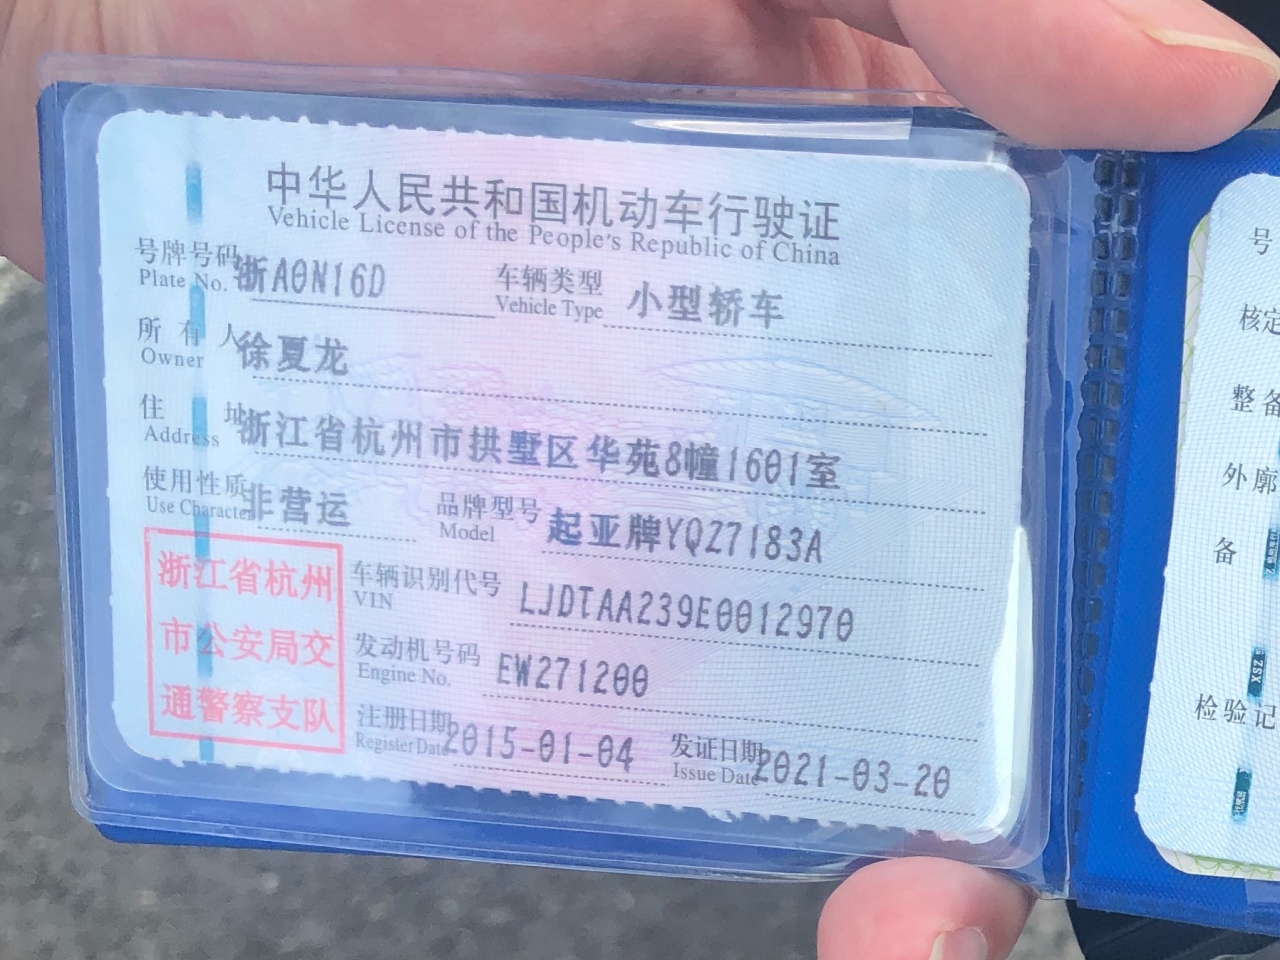 中华人民共和国机动车行驶证
Vehicle License of the People's Republic of China
号牌号码 浙A0N16D 车辆类型 小型轿车
Plate No. Vehicle Type
所有人 徐夏龙
Owner
住址 浙江省杭州市拱墅区华苑8幢1601室
Address
使用性质 非营运 品牌型号 起亚牌YQZ7183A
Use Character Model
浙江省杭州
市公安局交
通警察支队
车辆识别代号 LJDTAA239E0012970
VIN
发动机号码 EW271200
Engine No.
注册日期 2015-01-04 发证日期 2021-03-20
Register Date Issue Date
号
核定
整备
外廓
备
检验记